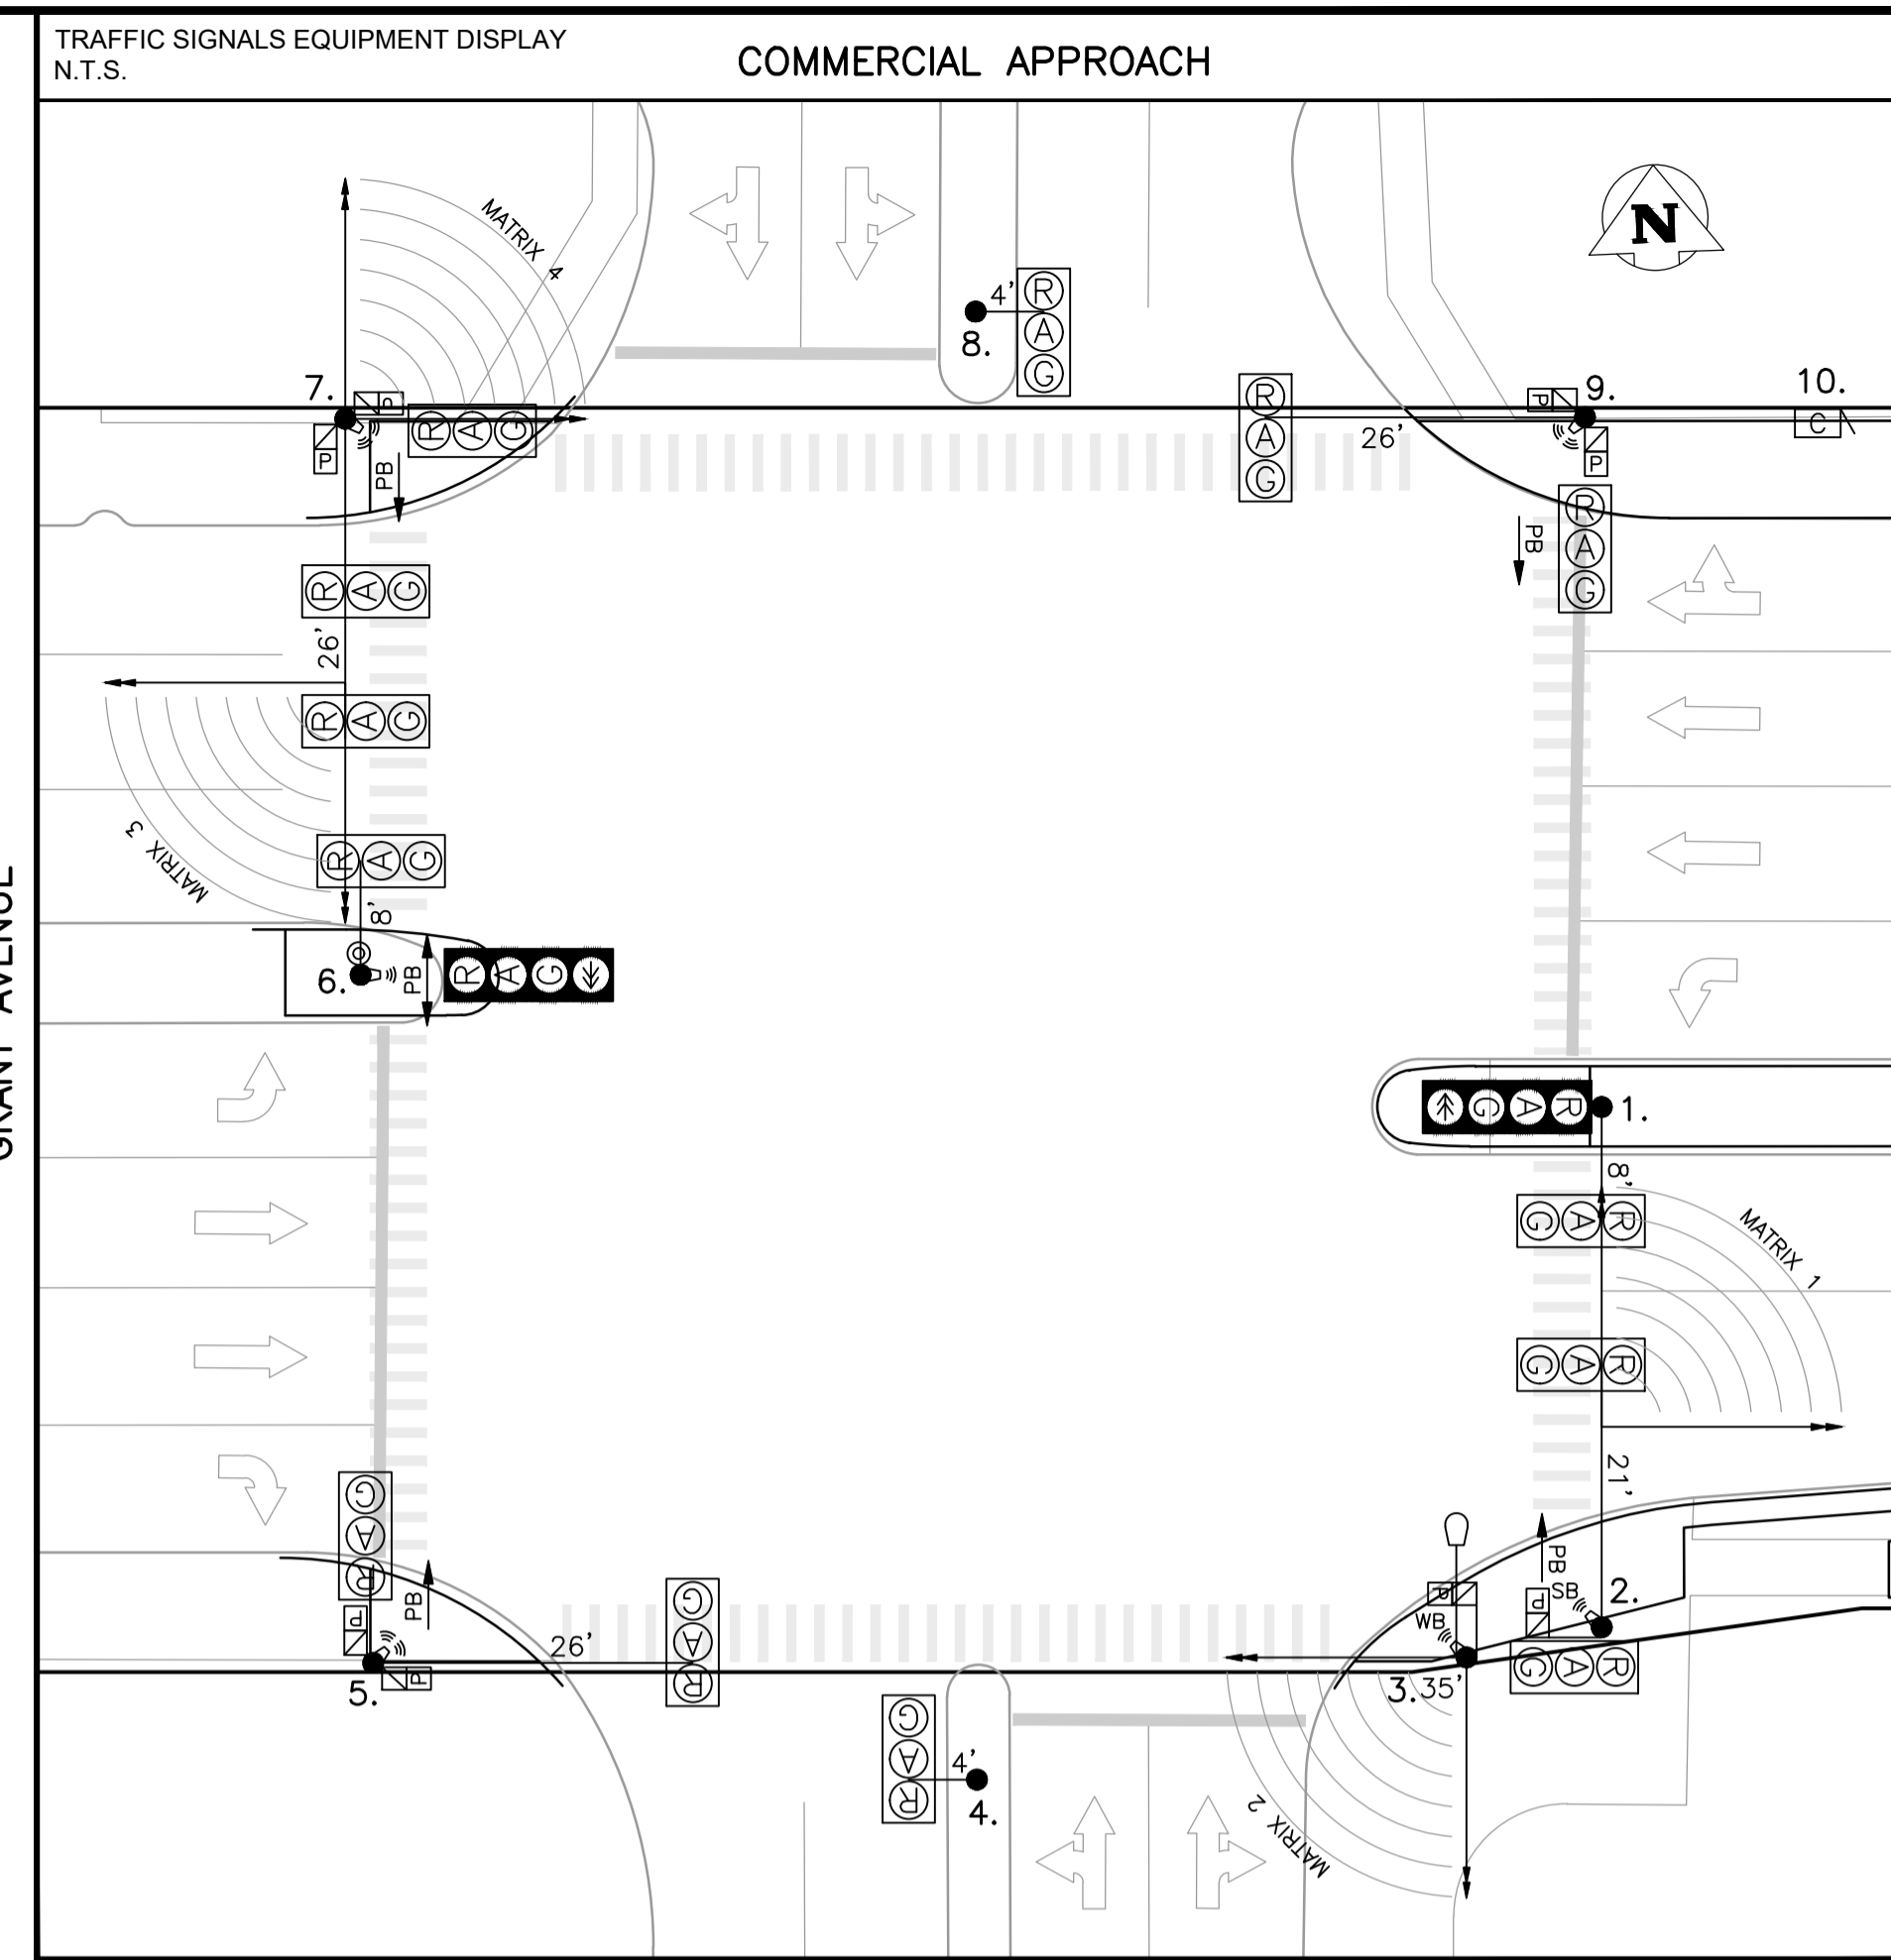 TRAFFIC SIGNALS EQUIPMENT DISPLAY
N.T.S.
COMMERCIAL APPROACH
GRANT AVENUE
N
MATRIX 4
4'
R
A
G
8.
7.
P
P
R A G
PB
R
A
G
26'
P
9.
P
10.
C
R
A
G
PB
R A G
26'
R A G
MATRIX 3
R A G
8'
6.
PB
R A G
R A G
1.
8'
R A G
MATRIX 1
R A G
21'
R
A
G
P
PB
P
5.
26'
R
A
G
P
WB
PB
SB
P
2.
3.
35'
R A G
R
A
G
4'
4.
MATRIX 2